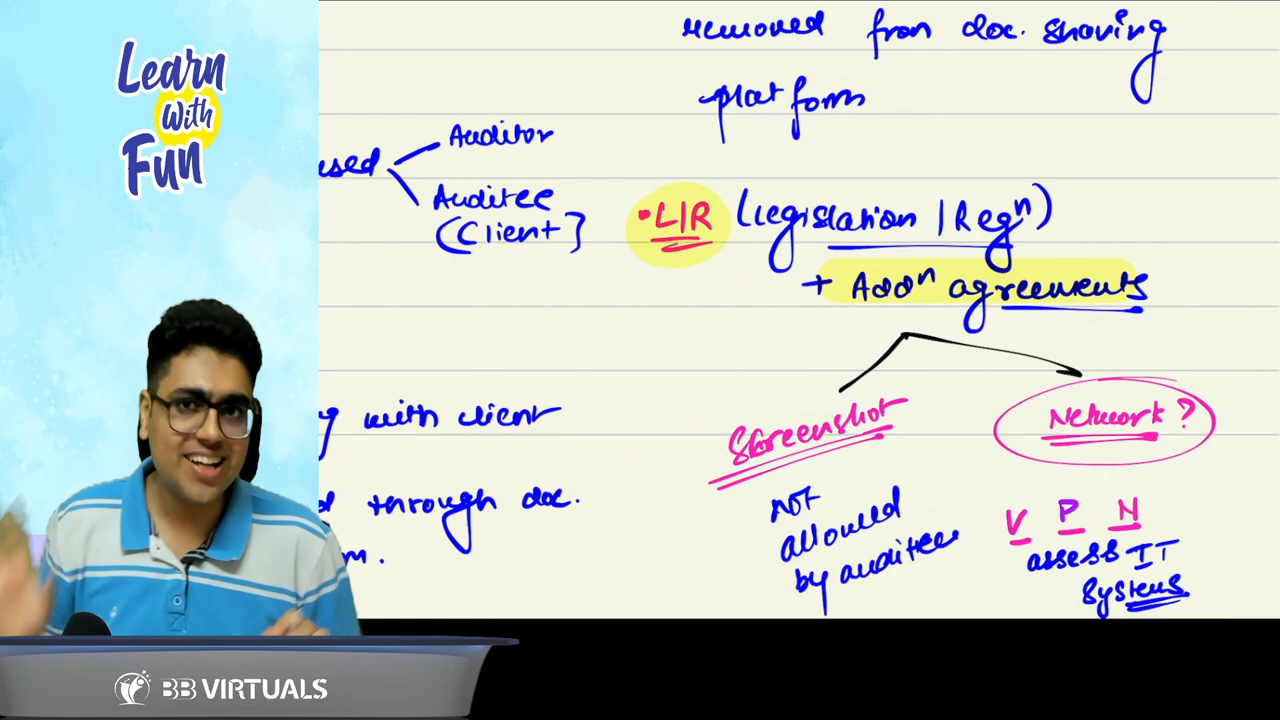 Learn
With
Fun
removed from doc. sharing
platform
Auditor
used
Auditee
(Client)
• LIR (Legislation | Regⁿ)
+ Addⁿ agreements
with client
through doc.
Screenshot
Network ?
not
allowed
by auditee
V P N
assess IT
Systems
BB VIRTUALS